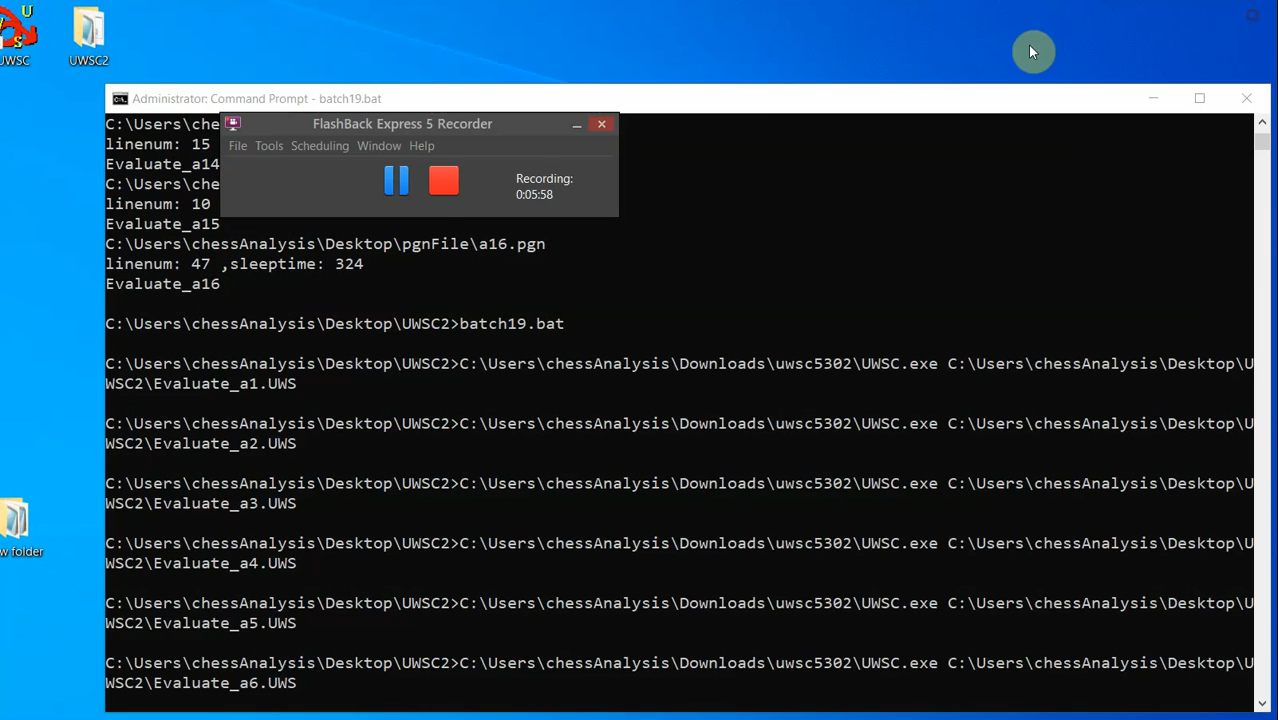 UWSC
UWSC2
Administrator: Command Prompt - batch19.bat
FlashBack Express 5 Recorder
File Tools Scheduling Window Help
Recording:
0:05:58
C:\Users\che
linenum: 15
Evaluate_a14
C:\Users\che
linenum: 10
Evaluate_a15
C:\Users\chessAnalysis\Desktop\pgnFile\a16.pgn
linenum: 47 ,sleeptime: 324
Evaluate_a16
C:\Users\chessAnalysis\Desktop\UWSC2>batch19.bat
C:\Users\chessAnalysis\Desktop\UWSC2>C:\Users\chessAnalysis\Downloads\uwsc5302\UWSC.exe C:\Users\chessAnalysis\Desktop\U
WSC2\Evaluate_a1.UWS
C:\Users\chessAnalysis\Desktop\UWSC2>C:\Users\chessAnalysis\Downloads\uwsc5302\UWSC.exe C:\Users\chessAnalysis\Desktop\U
WSC2\Evaluate_a2.UWS
C:\Users\chessAnalysis\Desktop\UWSC2>C:\Users\chessAnalysis\Downloads\uwsc5302\UWSC.exe C:\Users\chessAnalysis\Desktop\U
WSC2\Evaluate_a3.UWS
C:\Users\chessAnalysis\Desktop\UWSC2>C:\Users\chessAnalysis\Downloads\uwsc5302\UWSC.exe C:\Users\chessAnalysis\Desktop\U
WSC2\Evaluate_a4.UWS
C:\Users\chessAnalysis\Desktop\UWSC2>C:\Users\chessAnalysis\Downloads\uwsc5302\UWSC.exe C:\Users\chessAnalysis\Desktop\U
WSC2\Evaluate_a5.UWS
C:\Users\chessAnalysis\Desktop\UWSC2>C:\Users\chessAnalysis\Downloads\uwsc5302\UWSC.exe C:\Users\chessAnalysis\Desktop\U
WSC2\Evaluate_a6.UWS
w folder